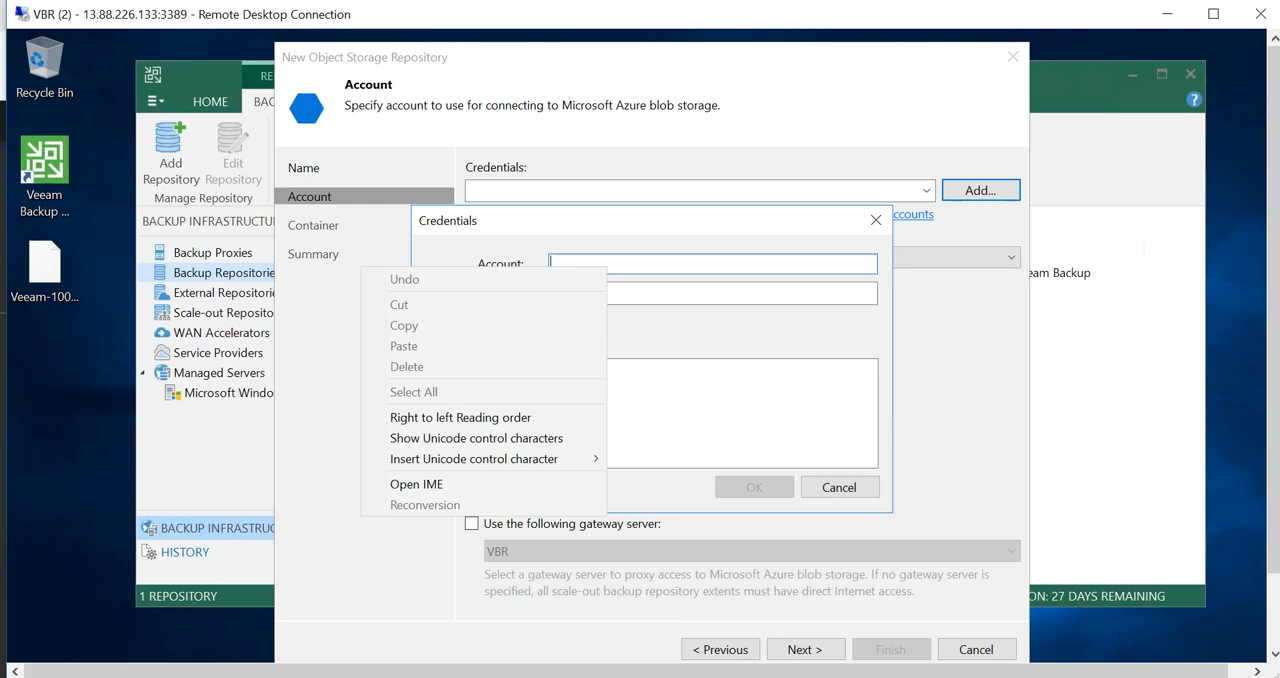 VBR (2) - 13.88.226.133:3389 - Remote Desktop Connection
Recycle Bin
Veeam
Backup ...
Veeam-100...
RE
HOME
BAC
Add
Repository
Edit
Repository
Manage Repository
BACKUP INFRASTRUCTU
Backup Proxies
Backup Repositorie
External Repositorie
Scale-out Reposito
WAN Accelerators
Service Providers
Managed Servers
Microsoft Windo
BACKUP INFRASTRUC
HISTORY
1 REPOSITORY
New Object Storage Repository
Account
Specify account to use for connecting to Microsoft Azure blob storage.
Name
Account
Container
Summary
Credentials:
Add...
ccounts
Credentials
Account:
Undo
Cut
Copy
Paste
Delete
Select All
Right to left Reading order
Show Unicode control characters
Insert Unicode control character
Open IME
Reconversion
OK
Cancel
Use the following gateway server:
VBR
Select a gateway server to proxy access to Microsoft Azure blob storage. If no gateway server is
specified, all scale-out backup repository extents must have direct Internet access.
< Previous
Next >
Finish
Cancel
?
eam Backup
ON: 27 DAYS REMAINING